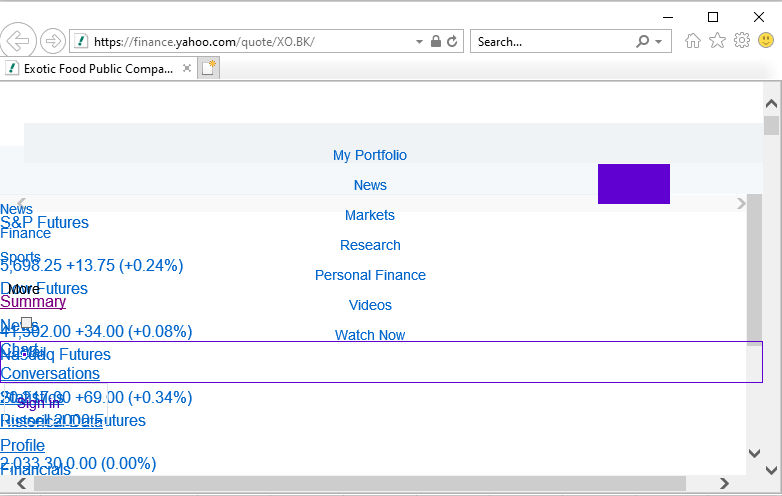 https://finance.yahoo.com/quote/XO.BK/
Search...
Exotic Food Public Compa...
My Portfolio
News
Markets
Research
Personal Finance
Videos
Watch Now
News
S&P Futures
Finance
Sports
5,698.25 +13.75 (+0.24%)
More
Dow Futures
Summary
News
41,502.00 +34.00 (+0.08%)
Chart
Nasdaq Futures
Conversations
Statistics
+69.00 (+0.34%)
Sign in
Historical Data
Russell 2000 Futures
Profile
2,033.30 0.00 (0.00%)
Financials